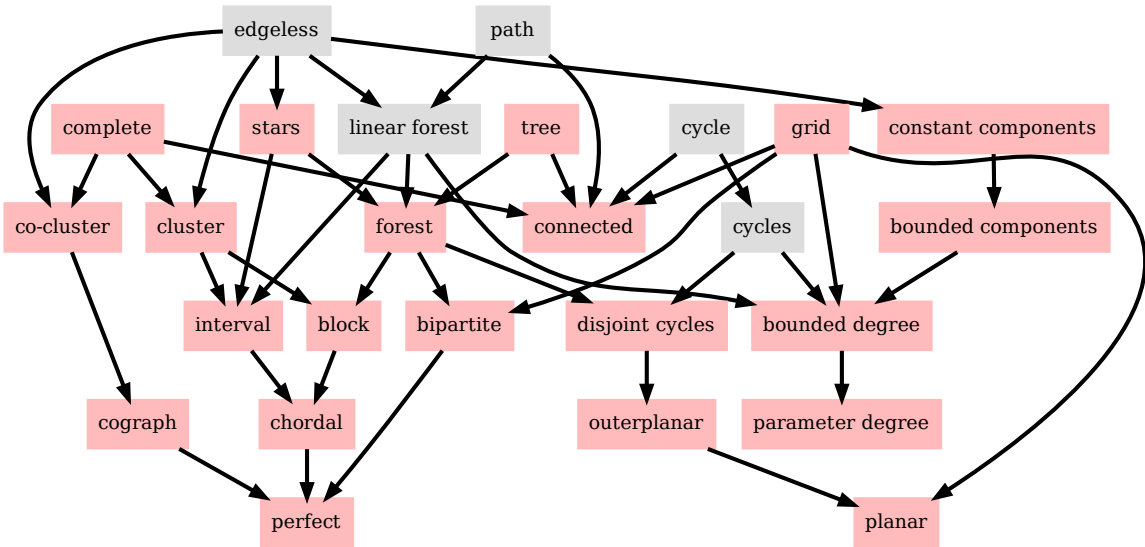 edgeless
path
complete
stars
linear forest
tree
cycle
grid
constant components
co-cluster
cluster
forest
connected
cycles
bounded components
interval
block
bipartite
disjoint cycles
bounded degree
cograph
chordal
outerplanar
parameter degree
perfect
planar